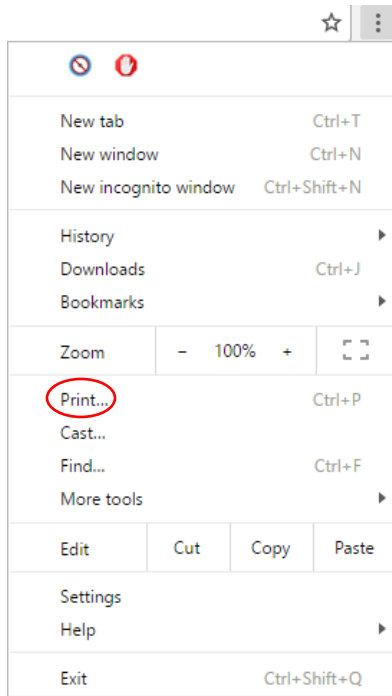 New tab Ctrl+T
New window Ctrl+N
New incognito window Ctrl+Shift+N
History
Downloads Ctrl+J
Bookmarks
Zoom - 100% +
Print... Ctrl+P
Cast...
Find... Ctrl+F
More tools
Edit Cut Copy Paste
Settings
Help
Exit Ctrl+Shift+Q